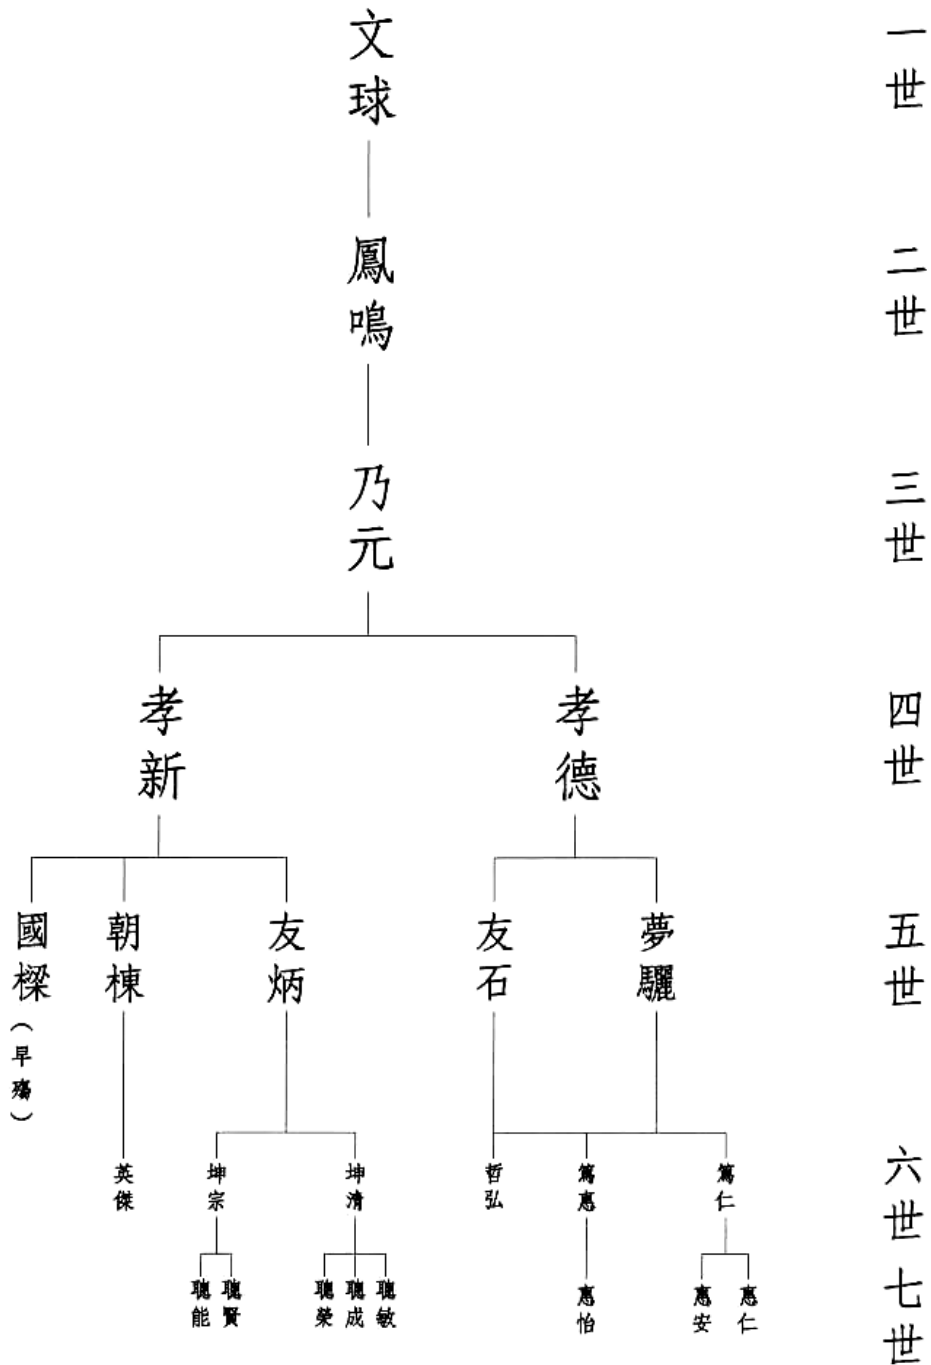 一世
文球
二世
鳳鳴
三世
乃元
四世
孝德
孝新
五世
夢驪
友石
友炳
朝棟
國樑(早殤)
六世
篤仁
篤惠
哲弘
坤清
坤宗
英傑
七世
惠仁
惠安
惠怡
聰敏
聰成
聰榮
聰賢
聰能